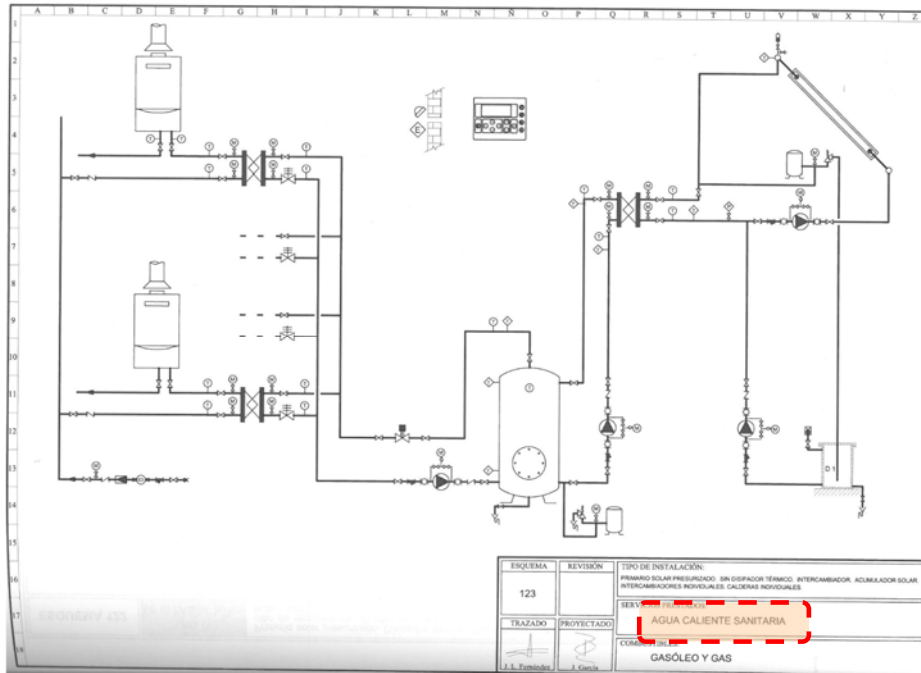 A B C D E F G H I J K L M N Ñ O P Q R S T U V W X Y Z
1
2
3
4
5
6
7
8
9
10
11
12
13
14
15
16
17
18
T T
T M M T
T M M T
E
T M M T
T M M T
M
M
T
T
M M T
M M T
T
M
M
M
M
D 1
ESQUEMA
123
REVISIÓN
TIPO DE INSTALACIÓN:
PRIMARIO SOLAR PRESURIZADO. SIN DISIPADOR TÉRMICO. INTERCAMBIADOR. ACUMULADOR SOLAR.
INTERCAMBIADORES INDIVIDUALES. CALDERAS INDIVIDUALES.
AGUA CALIENTE SANITARIA
TRAZADO
J. L. Fernández
PROYECTADO
J. García
GASÓLEO Y GAS